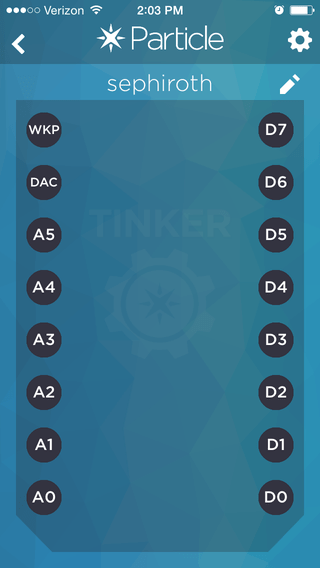 Verizon 2:03 PM
Particle
sephiroth
WKP D7
DAC D6
TINKER
A5 D5
A4 D4
A3 D3
A2 D2
A1 D1
A0 D0